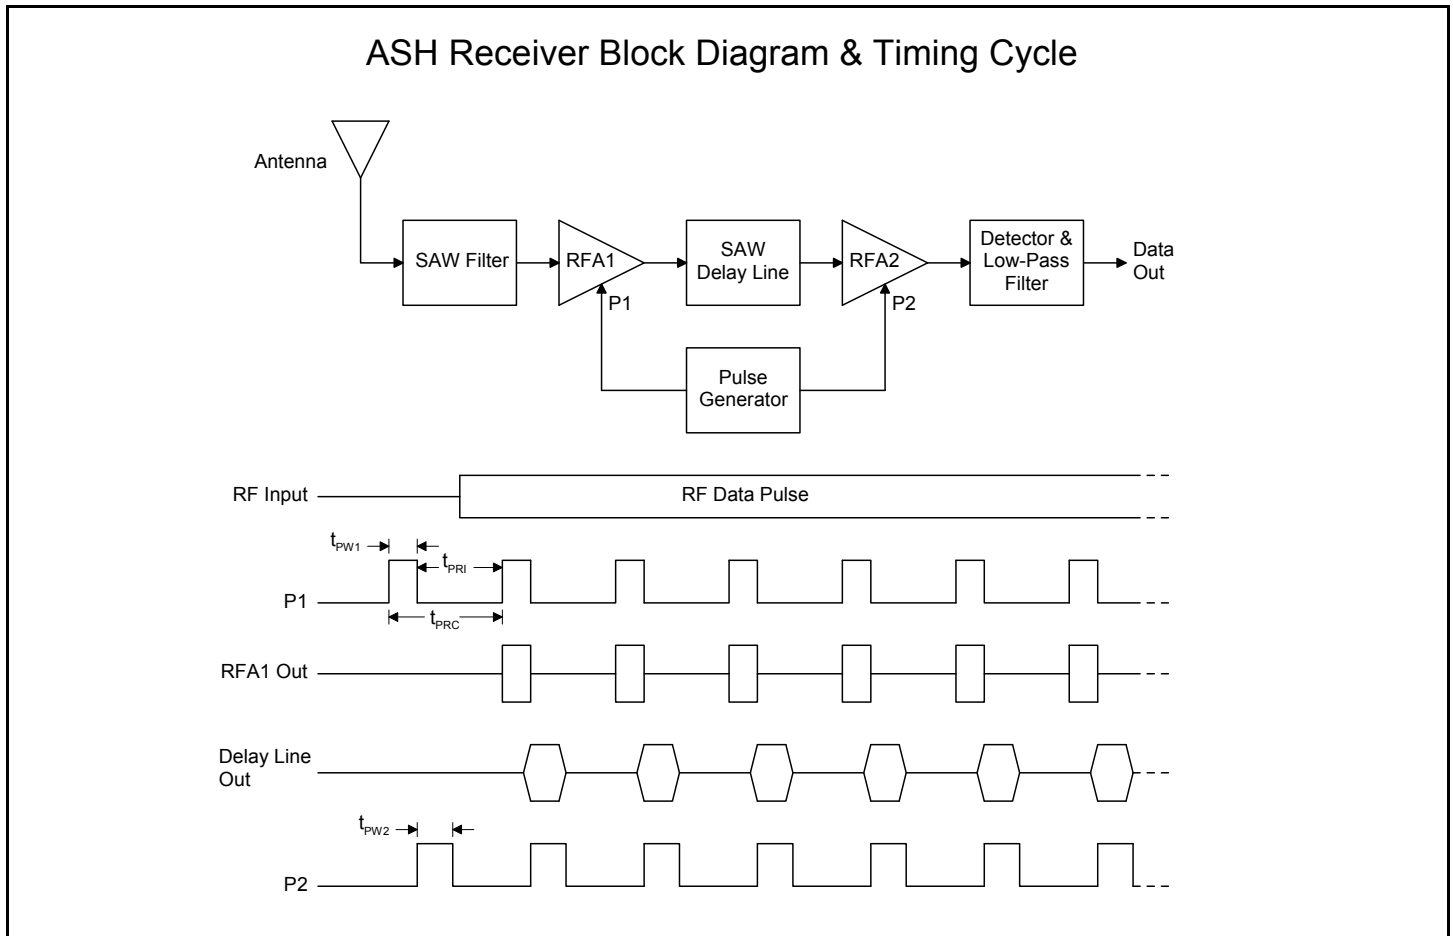 ASH Receiver Block Diagram & Timing Cycle
Antenna
SAW Filter
RFA1
SAW
Delay Line
RFA2
Detector &
Low-Pass
Filter
Data
Out
P1
P2
Pulse
Generator
RF Input
RF Data Pulse
tPW1
tPRI
P1
tPRC
RFA1 Out
Delay Line
Out
tPW2
P2